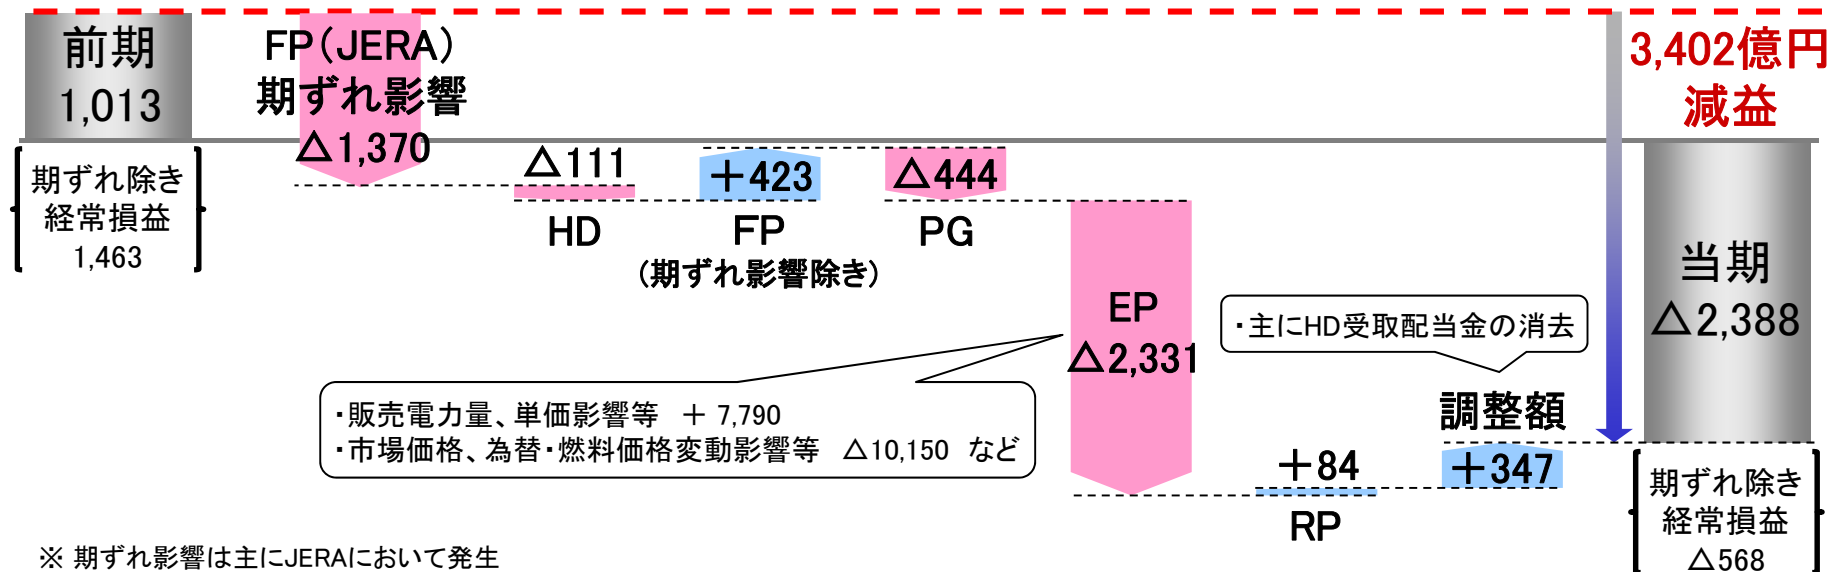 前期
1,013
期ずれ除き
経常損益
1,463
FP(JERA)
期ずれ影響
△1,370
△111
HD
+423
FP
(期ずれ影響除き)
△444
PG
EP
△2,331
・販売電力量、単価影響等 + 7,790
・市場価格、為替・燃料価格変動影響等 △10,150 など
+84
RP
・主にHD受取配当金の消去
調整額
+347
3,402億円
減益
当期
△2,388
期ずれ除き
経常損益
△568
※ 期ずれ影響は主にJERAにおいて発生